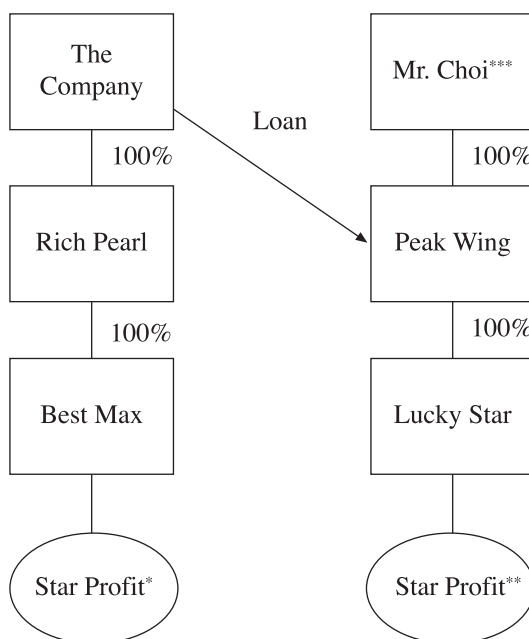 The
Company
Mr. Choi***
Loan
100%
100%
Rich Pearl
Peak Wing
100%
100%
Best Max
Lucky Star
Star Profit*
Star Profit**